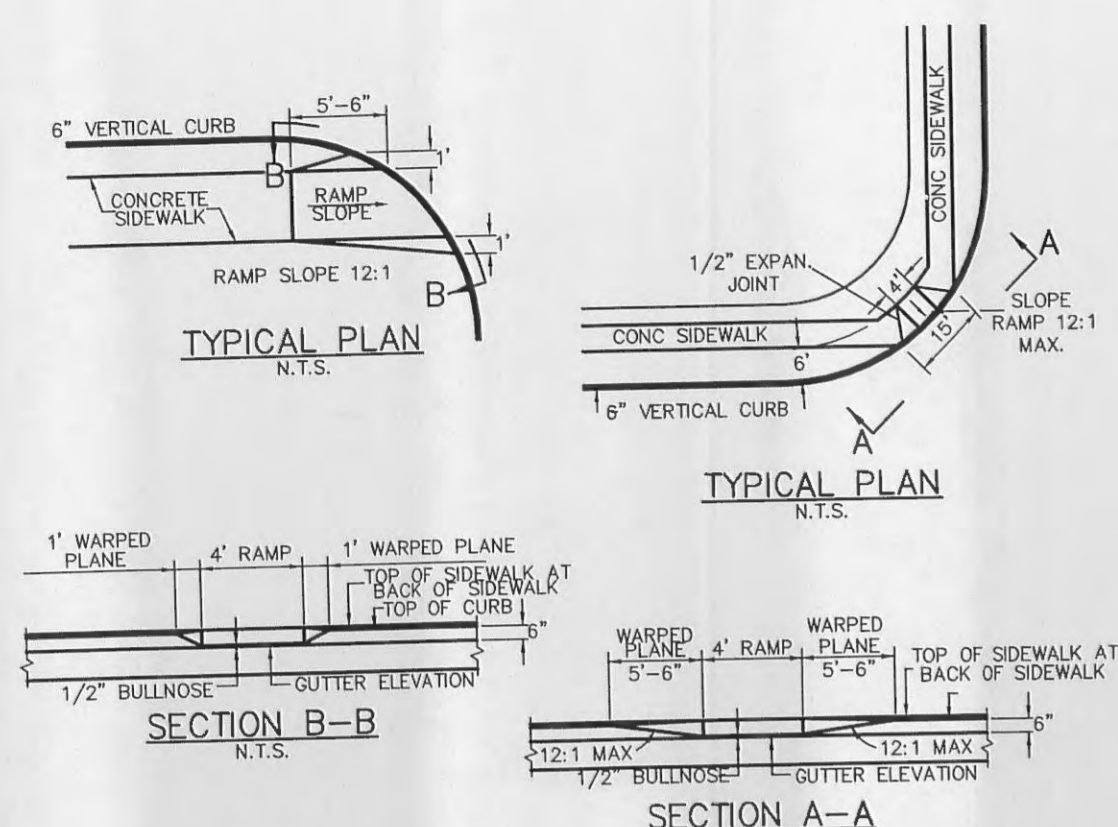 5'-6"
6" VERTICAL CURB
1'
B
CONCRETE
SIDEWALK
RAMP
SLOPE
1'
RAMP SLOPE 12:1
B
TYPICAL PLAN
N.T.S.
CONC SIDEWALK
A
1/2" EXPAN.
JOINT
4'
SLOPE
RAMP 12:1
MAX.
15'
CONC SIDEWALK
6'
6" VERTICAL CURB
A
TYPICAL PLAN
N.T.S.
1' WARPED
PLANE
4' RAMP
1' WARPED PLANE
TOP OF SIDEWALK AT
BACK OF SIDEWALK
TOP OF CURB
6"
1/2" BULLNOSE
GUTTER ELEVATION
SECTION B-B
N.T.S.
WARPED
PLANE
5'-6"
4' RAMP
WARPED
PLANE
5'-6"
TOP OF SIDEWALK AT
BACK OF SIDEWALK
6"
12:1 MAX
12:1 MAX
1/2" BULLNOSE
GUTTER ELEVATION
SECTION A-A